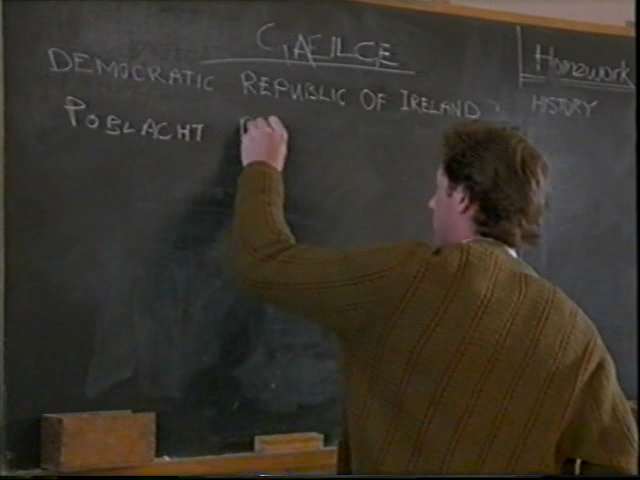 GAEILGE
Homework
DEMOCRATIC REPUBLIC OF IRELAND
HISTORY
POBLACHT